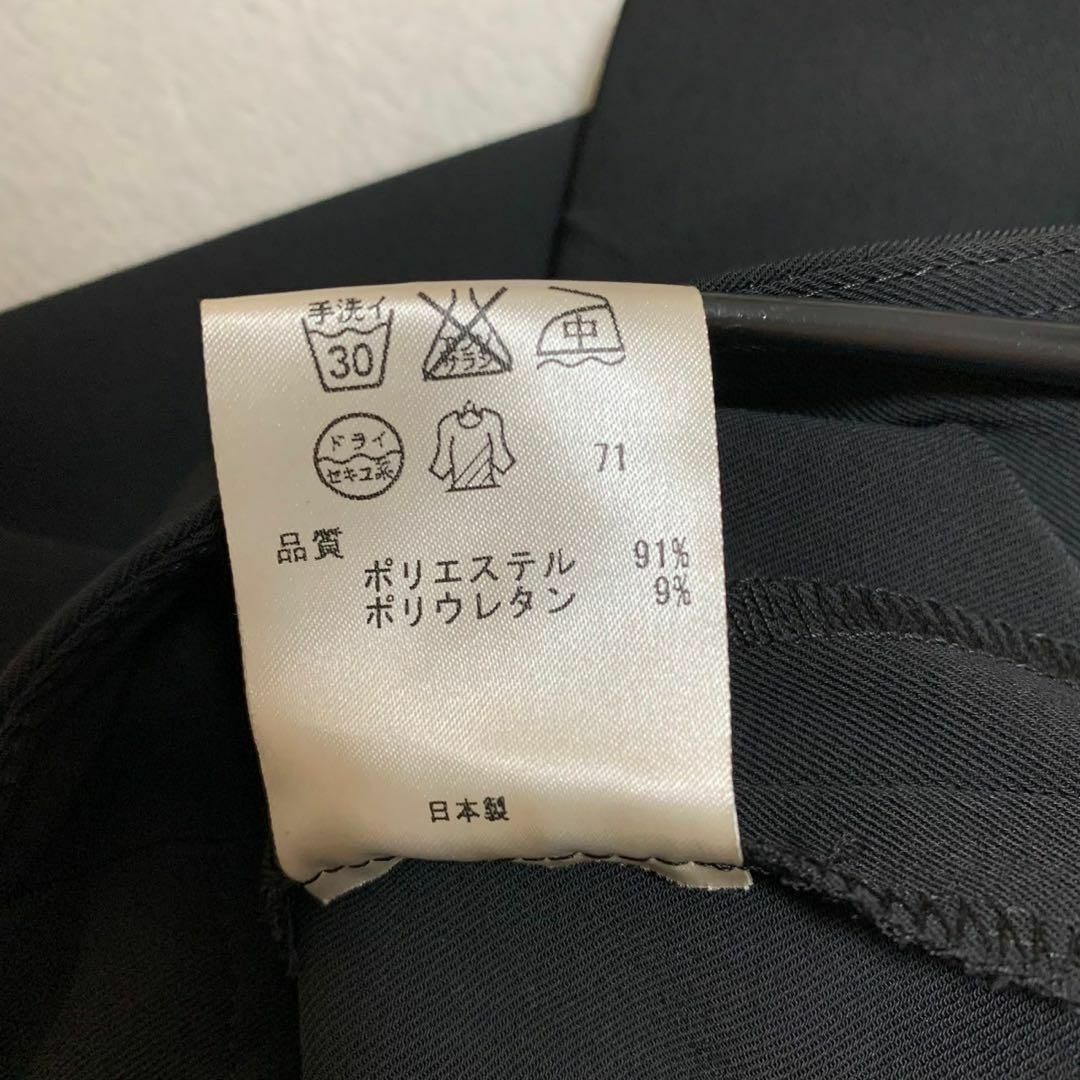 手洗イ
30
エンソ
サラシ
中
ドライ
セキユ系
71
品質
ポリエステル 91%
ポリウレタン 9%
日本製